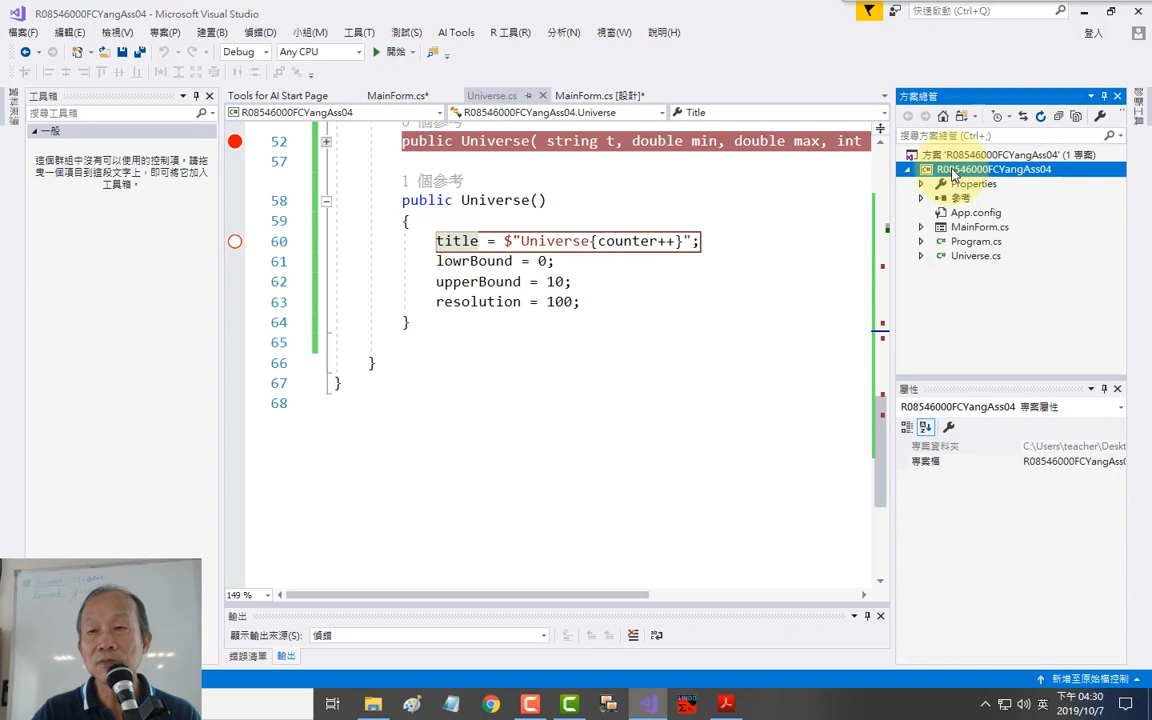 R08546000FCYangAss04 - Microsoft Visual Studio
快速啟動 (Ctrl+Q)
檔案(F) 編輯(E) 檢視(V) 專案(P) 建置(B) 偵錯(D) 小組(M) 工具(T) 測試(S) AI Tools R 工具(R) 分析(N) 視窗(W) 說明(H) 登入
Debug Any CPU 開始
工具箱
搜尋工具箱
一般
這個群組中沒有可以使用的控制項。請拖
曳一個項目到這段文字上，即可將它加入
工具箱。
Tools for AI Start Page MainForm.cs* Universe.cs MainForm.cs [設計]*
R08546000FCYangAss04 R08546000FCYangAss04.Universe Title
0 個參考
52 public Universe( string t, double min, double max, int
57
1 個參考
58 public Universe()
59 {
60 title = $"Universe{counter++}";
61 lowrBound = 0;
62 upperBound = 10;
63 resolution = 100;
64 }
65
66 }
67 }
68
149 %
輸出
顯示輸出來源(S): 偵錯
錯誤清單 輸出
方案總管
搜尋方案總管 (Ctrl+;)
方案 'R08546000FCYangAss04' (1 專案)
R08546000FCYangAss04
Properties
參考
App.config
MainForm.cs
Program.cs
Universe.cs
屬性
R08546000FCYangAss04 專案屬性
專案資料夾 C:\Users\teacher\Deskt
專案檔 R08546000FCYangAss
新增至原始檔控制
英
下午 04:30
2019/10/7